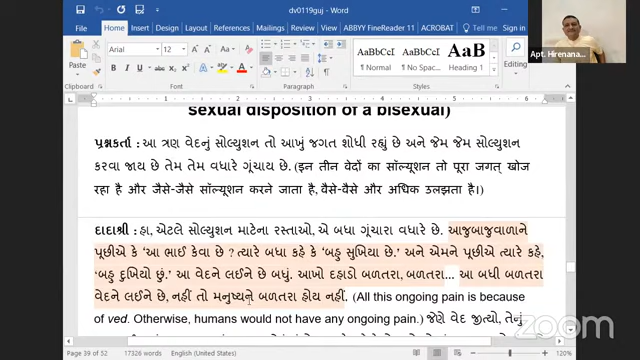 dv0119guj - Word
File
Home
Insert
Design
Layout
References
Mailings
Review
View
ABBYY FineReader 11
ACROBAT
Tell me
Arial
12
Paste
Clipboard
Font
Paragraph
Styles
AaBbCcI
AaBbCcI
AaB
¶ Normal
¶ No Spac...
Heading 1
Editing
Apt. Hirenana...
sexual disposition of a bisexual)
પ્રશ્નકર્તા : આ ત્રણ વેદનું સોલ્યુશન તો આખું જગત શોધી રહ્યું છે અને જેમ જેમ સોલ્યુશન
કરવા જાય છે તેમ તેમ વધારે ગૂંચાય છે. (इन तीन वेदों का सॉल्यूशन तो पूरा जगत् खोज
रहा है और जैसे-जैसे सॉल्यूशन करने जाता है, वैसे-वैसे और अधिक उलझता है।)
દાદાશ્રી : હા, એટલે સોલ્યુશન માટેના રસ્તાઓ, એ બધા ગૂંચારા વધારે છે. આજુબાજુવાળાને
પૂછીએ કે ‘આ ભાઈ કેવા છે ? ત્યારે બધા કહે કે ‘બહુ સુખિયા છે.’ અને એમને પૂછીએ ત્યારે કહે,
‘બહુ દુખિયો છું.’ આ વેદને લઈને છે બધું. આખો દહાડો બળતરા, બળતરા... આ બધી બળતરા
વેદને લઈને છે, નહીં તો મનુષ્યને બળતરા હોય નહીં. (All this ongoing pain is because
of ved. Otherwise, humans would not have any ongoing pain.) જેણે વેદ જીત્યો, તેનું
Page 39 of 52
17326 words
English (United States)
zoom